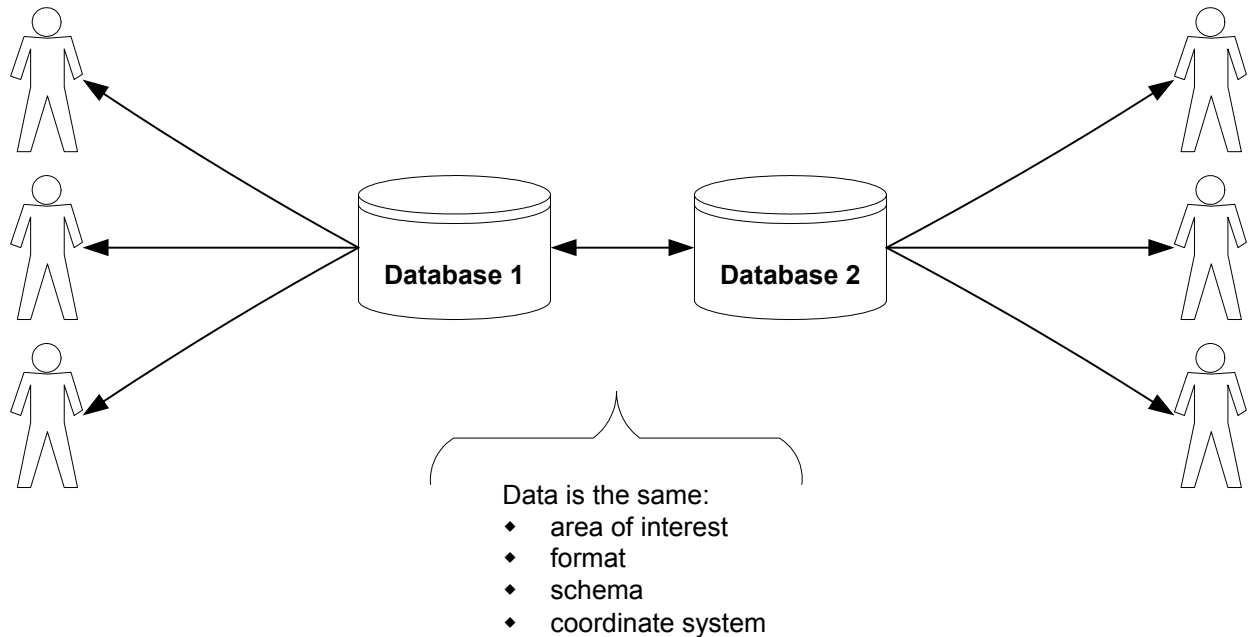 Database 1
Database 2
Data is the same:
◆ area of interest
◆ format
◆ schema
◆ coordinate system